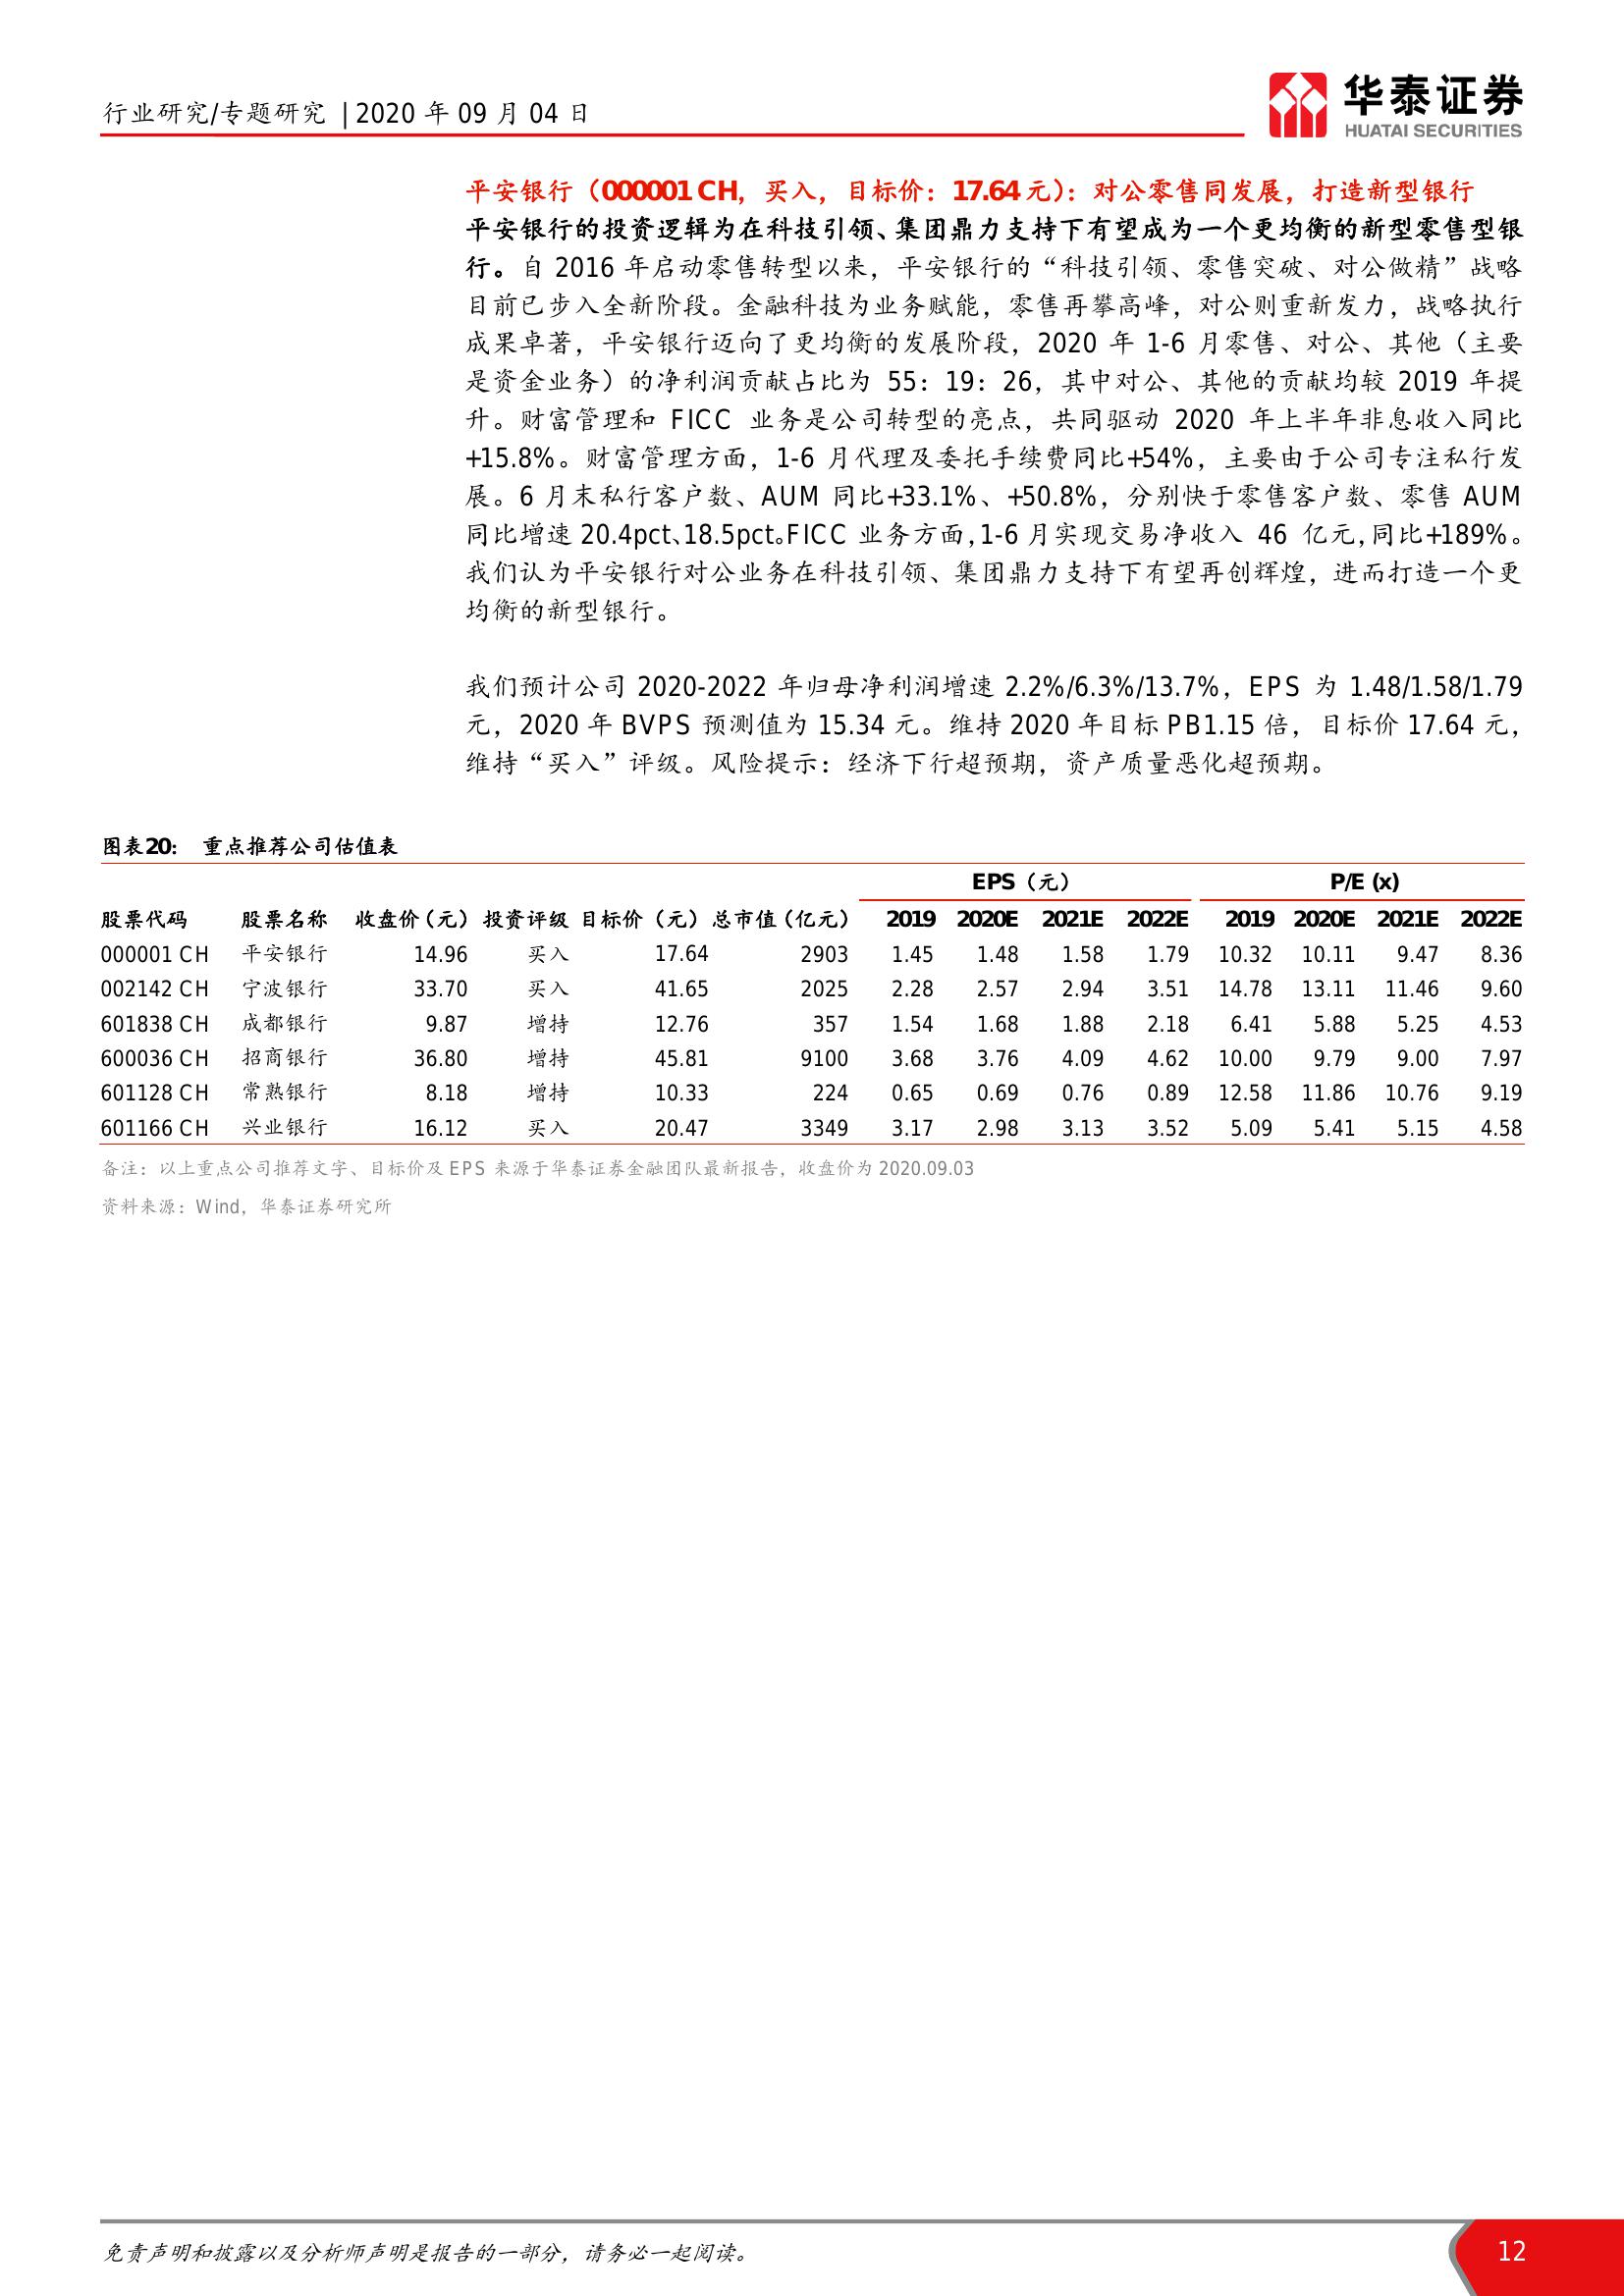 行业研究/专题研究 | 2020 年 09 月 04 日
华泰证券
HUATAI SECURITIES
平安银行（000001 CH，买入，目标价：17.64 元）：对公零售同发展，打造新型银行
平安银行的投资逻辑为在科技引领、集团鼎力支持下有望成为一个更均衡的新型零售型银
行。自 2016 年启动零售转型以来，平安银行的“科技引领、零售突破、对公做精”战略
目前已步入全新阶段。金融科技为业务赋能，零售再攀高峰，对公则重新发力，战略执行
成果卓著，平安银行迈向了更均衡的发展阶段，2020 年 1-6 月零售、对公、其他（主要
是资金业务）的净利润贡献占比为 55：19：26，其中对公、其他的贡献均较 2019 年提
升。财富管理和 FICC 业务是公司转型的亮点，共同驱动 2020 年上半年非息收入同比
+15.8%。财富管理方面，1-6 月代理及委托手续费同比+54%，主要由于公司专注私行发
展。6 月末私行客户数、AUM 同比+33.1%、+50.8%，分别快于零售客户数、零售 AUM
同比增速 20.4pct、18.5pct。FICC 业务方面，1-6 月实现交易净收入 46 亿元，同比+189%。
我们认为平安银行对公业务在科技引领、集团鼎力支持下有望再创辉煌，进而打造一个更
均衡的新型银行。
我们预计公司 2020-2022 年归母净利润增速 2.2%/6.3%/13.7%，EPS 为 1.48/1.58/1.79
元，2020 年 BVPS 预测值为 15.34 元。维持 2020 年目标 PB1.15 倍，目标价 17.64 元，
维持“买入”评级。风险提示：经济下行超预期，资产质量恶化超预期。
图表20： 重点推荐公司估值表
EPS（元） P/E (x)
股票代码 股票名称 收盘价（元） 投资评级 目标价（元） 总市值（亿元） 2019 2020E 2021E 2022E 2019 2020E 2021E 2022E
000001 CH 平安银行 14.96 买入 17.64 2903 1.45 1.48 1.58 1.79 10.32 10.11 9.47 8.36
002142 CH 宁波银行 33.70 买入 41.65 2025 2.28 2.57 2.94 3.51 14.78 13.11 11.46 9.60
601838 CH 成都银行 9.87 增持 12.76 357 1.54 1.68 1.88 2.18 6.41 5.88 5.25 4.53
600036 CH 招商银行 36.80 增持 45.81 9100 3.68 3.76 4.09 4.62 10.00 9.79 9.00 7.97
601128 CH 常熟银行 8.18 增持 10.33 224 0.65 0.69 0.76 0.89 12.58 11.86 10.76 9.19
601166 CH 兴业银行 16.12 买入 20.47 3349 3.17 2.98 3.13 3.52 5.09 5.41 5.15 4.58
备注：以上重点公司推荐文字、目标价及 EPS 来源于华泰证券金融团队最新报告，收盘价为 2020.09.03
资料来源：Wind，华泰证券研究所
免责声明和披露以及分析师声明是报告的一部分，请务必一起阅读。
12